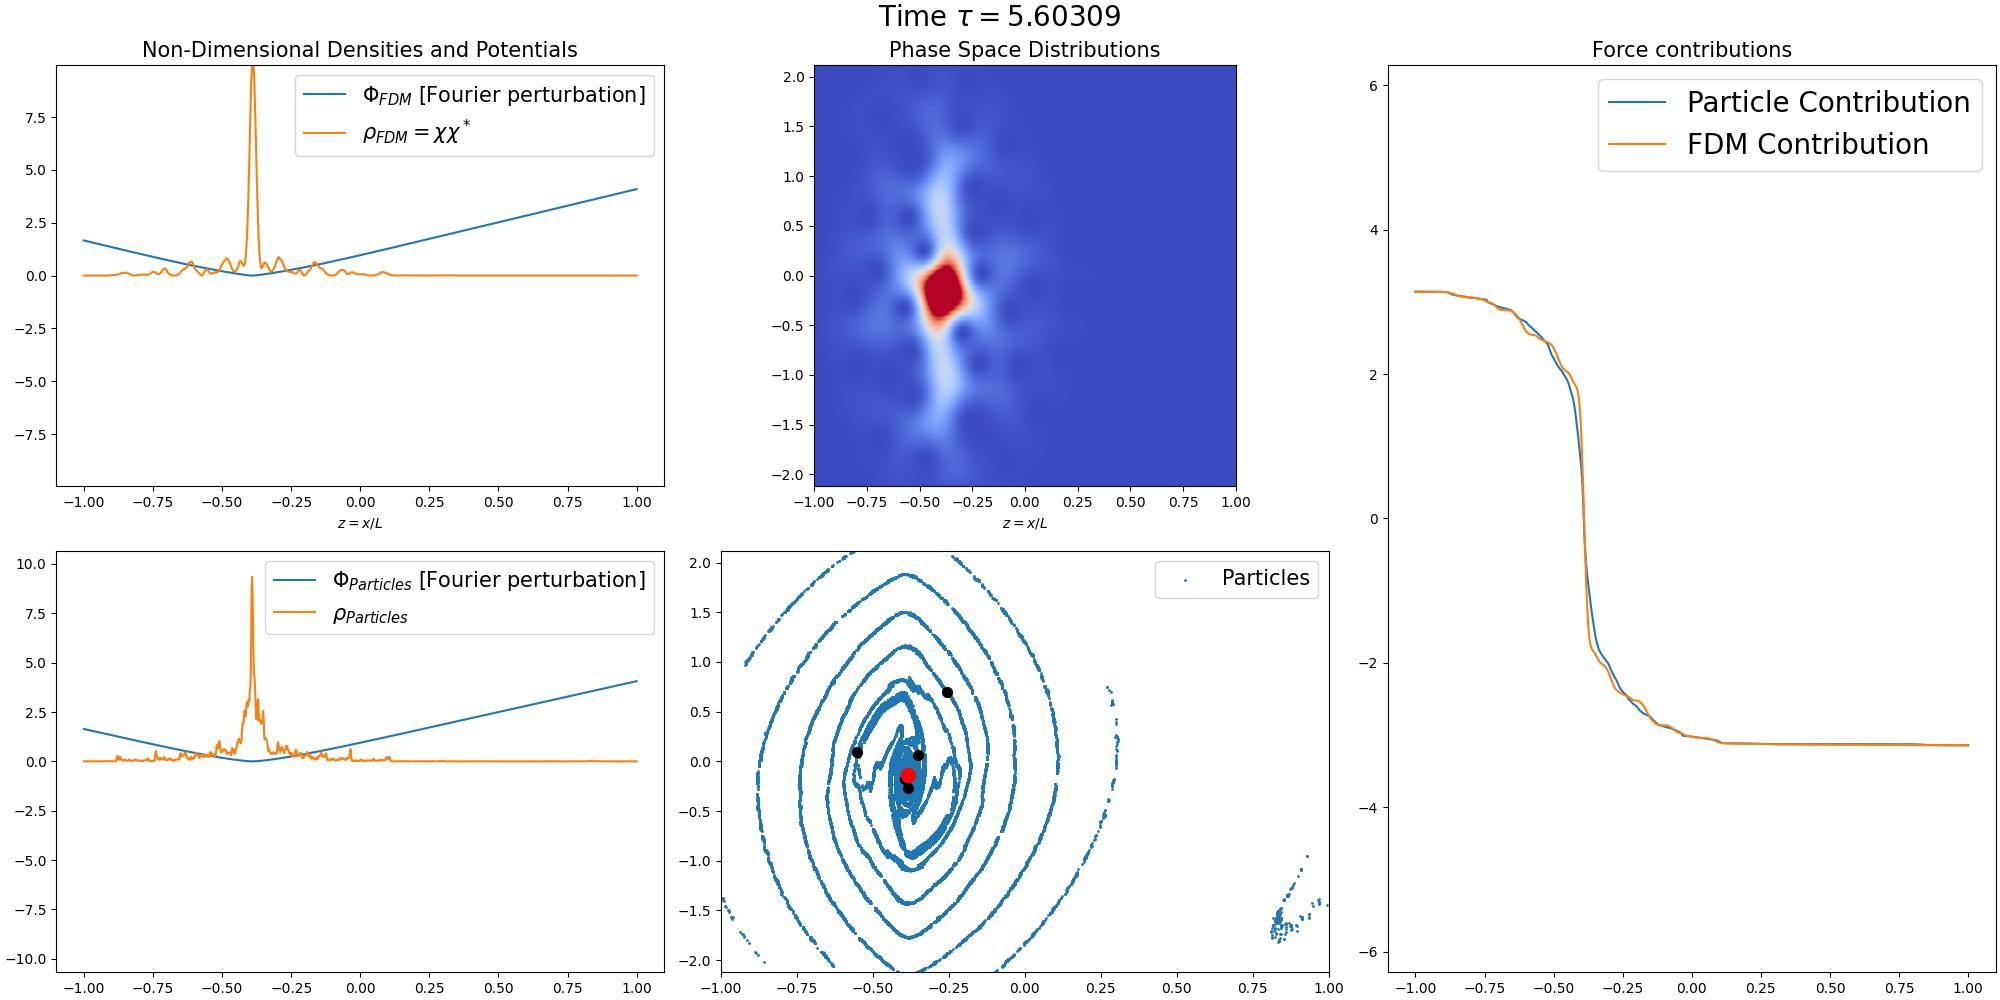 Time τ = 5.60309
Non-Dimensional Densities and Potentials
Φ_FDM [Fourier perturbation]
ρ_FDM = χχ*
7.5
5.0
2.5
0.0
−2.5
−5.0
−7.5
−1.00 −0.75 −0.50 −0.25 0.00 0.25 0.50 0.75 1.00
z = x/L
Phase Space Distributions
2.0
1.5
1.0
0.5
0.0
−0.5
−1.0
−1.5
−2.0
−1.00 −0.75 −0.50 −0.25 0.00 0.25 0.50 0.75 1.00
z = x/L
Force contributions
Particle Contribution
FDM Contribution
6
4
2
0
−2
−4
−6
−1.00 −0.75 −0.50 −0.25 0.00 0.25 0.50 0.75 1.00
Φ_Particles [Fourier perturbation]
ρ_Particles
10.0
7.5
5.0
2.5
0.0
−2.5
−5.0
−7.5
−10.0
−1.00 −0.75 −0.50 −0.25 0.00 0.25 0.50 0.75 1.00
Particles
2.0
1.5
1.0
0.5
0.0
−0.5
−1.0
−1.5
−2.0
−1.00 −0.75 −0.50 −0.25 0.00 0.25 0.50 0.75 1.00